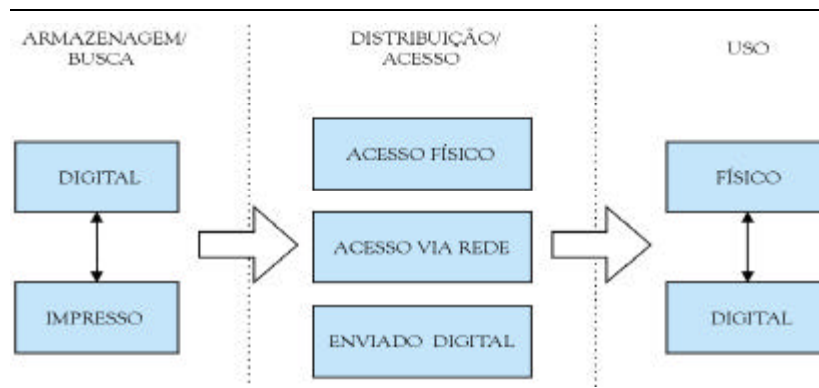 ARMAZENAGEM/
BUSCA
DISTRIBUIÇÃO/
ACESSO
USO
DIGITAL
IMPRESSO
ACESSO FÍSICO
ACESSO VIA REDE
ENVIADO DIGITAL
FÍSICO
DIGITAL